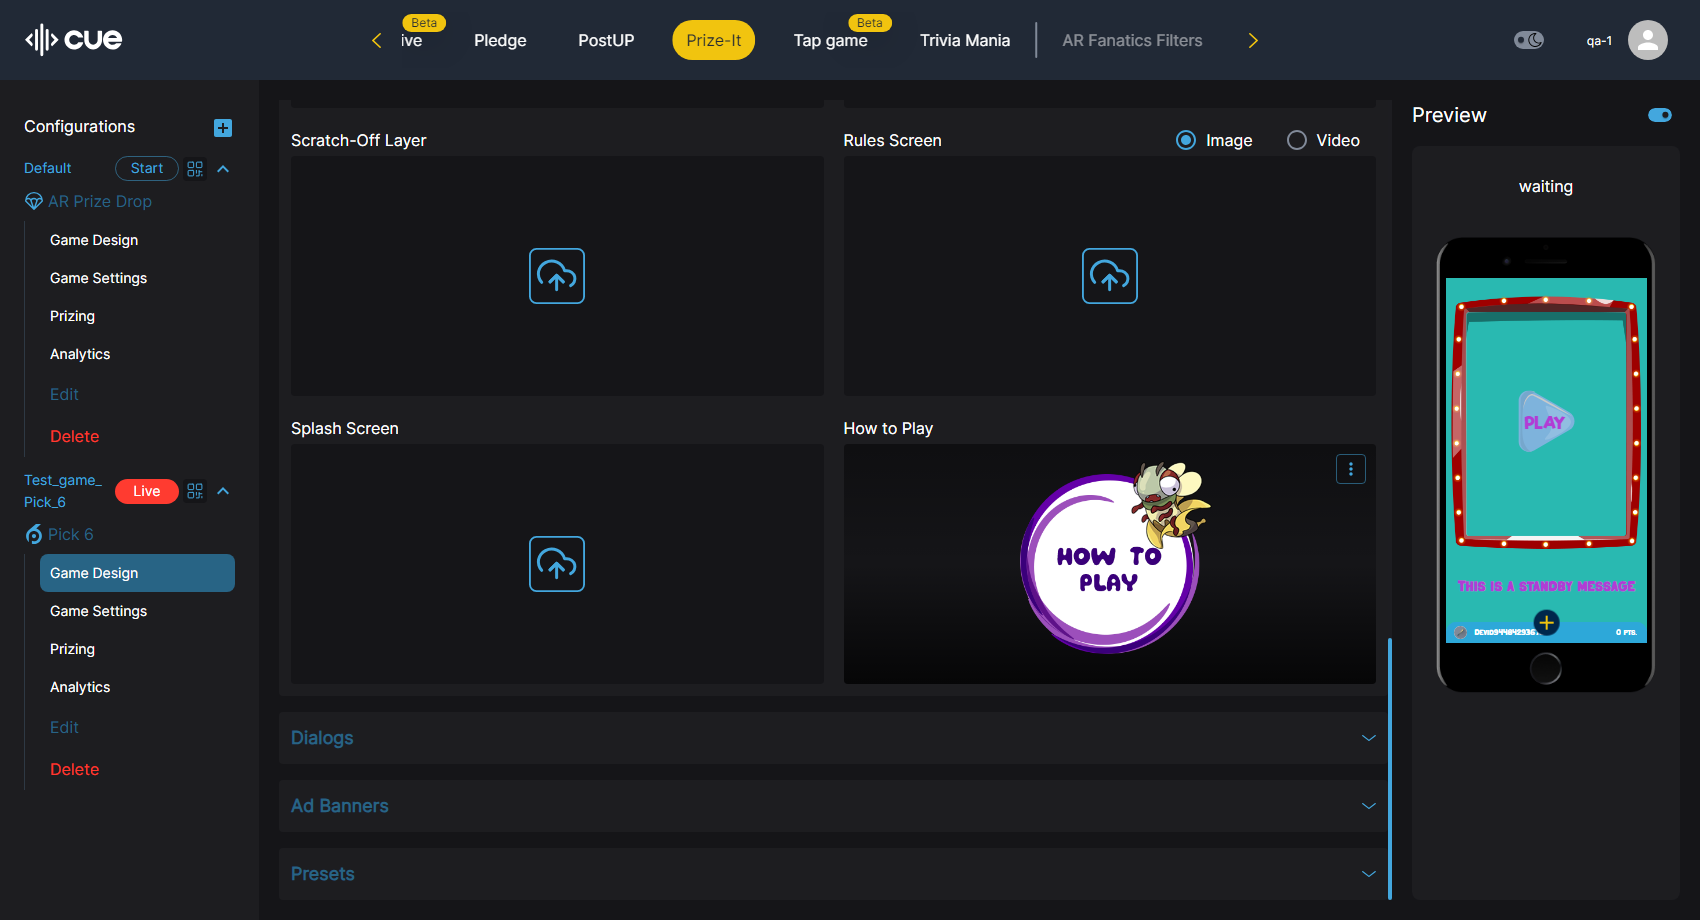 cue
Beta
ive
Pledge
PostUP
Prize-It
Beta
Tap game
Trivia Mania
AR Fanatics Filters
qa-1
Configurations
Default
Start
AR Prize Drop
Game Design
Game Settings
Prizing
Analytics
Edit
Delete
Test_game_
Pick_6
Live
Pick 6
Game Design
Game Settings
Prizing
Analytics
Edit
Delete
Scratch-Off Layer
Rules Screen
Image
Video
Splash Screen
How to Play
HOW TO
PLAY
Dialogs
Ad Banners
Presets
Preview
waiting
PLAY
THIS IS A STANDBY MESSAGE
0 PTS.